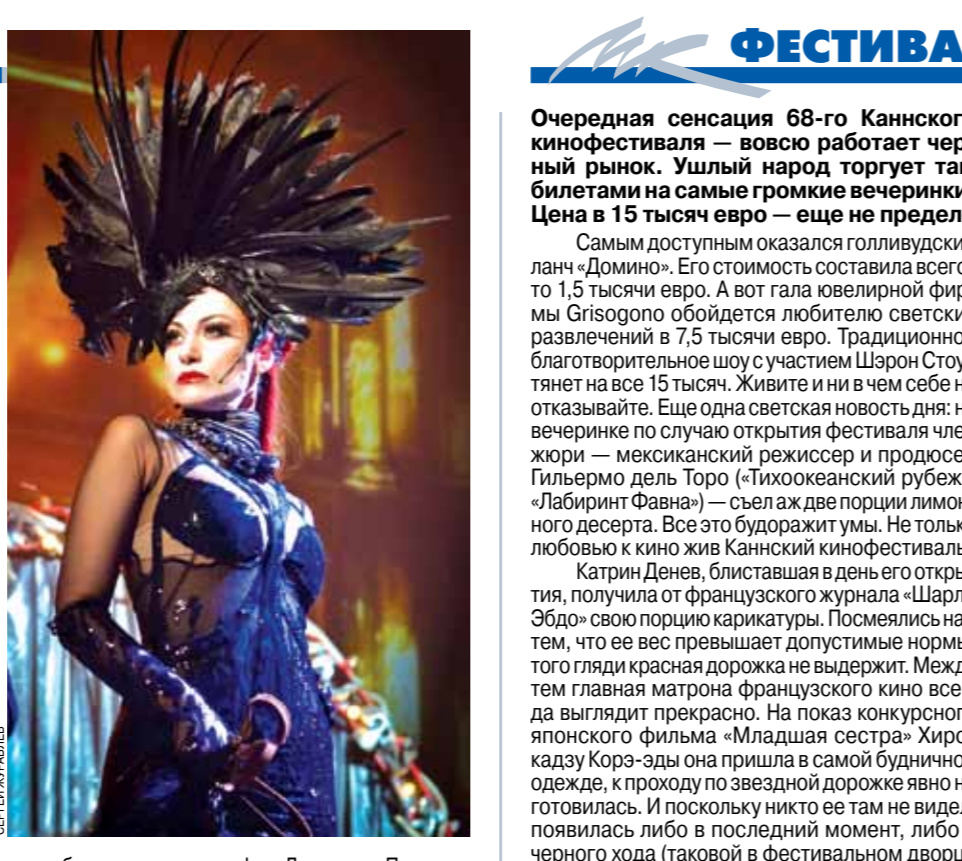 МК ФЕСТИВА
Очередная сенсация 68-го Каннског
кинофестиваля — вовсю работает чер
ный рынок. Ушлый народ торгует там
билетами на самые громкие вечеринки
Цена в 15 тысяч евро — еще не предел
Самым доступным оказался голливудски
ланч «Домино». Его стоимость составила всего
то 1,5 тысячи евро. А вот гала ювелирной фир
мы Grisogono обойдется любителю светски
развлечений в 7,5 тысячи евро. Традиционно
благотворительное шоу с участием Шэрон Стоу
тянет на все 15 тысяч. Живите и ни в чем себе н
отказывайте. Еще одна светская новость дня: н
вечеринке по случаю открытия фестиваля чле
жюри — мексиканский режиссер и продюсе
Гильермо дель Торо («Тихоокеанский рубеж
«Лабиринт Фавна») — съел аж две порции лимон
ного десерта. Все это будоражит умы. Не тольк
любовью к кино жив Каннский кинофестиваль
Катрин Денев, блиставшая в день его откры
тия, получила от французского журнала «Шарл
Эбдо» свою порцию карикатуры. Посмеялись на
тем, что ее вес превышает допустимые нормы
того гляди красная дорожка не выдержит. Межд
тем главная матрона французского кино все
да выглядит прекрасно. На показ конкурсног
японского фильма «Младшая сестра» Хиро
кадзу Корэ-эды она пришла в самой будничной
одежде, к проходу по звездной дорожке явно н
готовилась. И поскольку никто ее там не видел
появилась либо в последний момент, либо
черного хода (таковой в фестивальном дворц
СЕРГЕЙ ЖУРАВЛЕВ